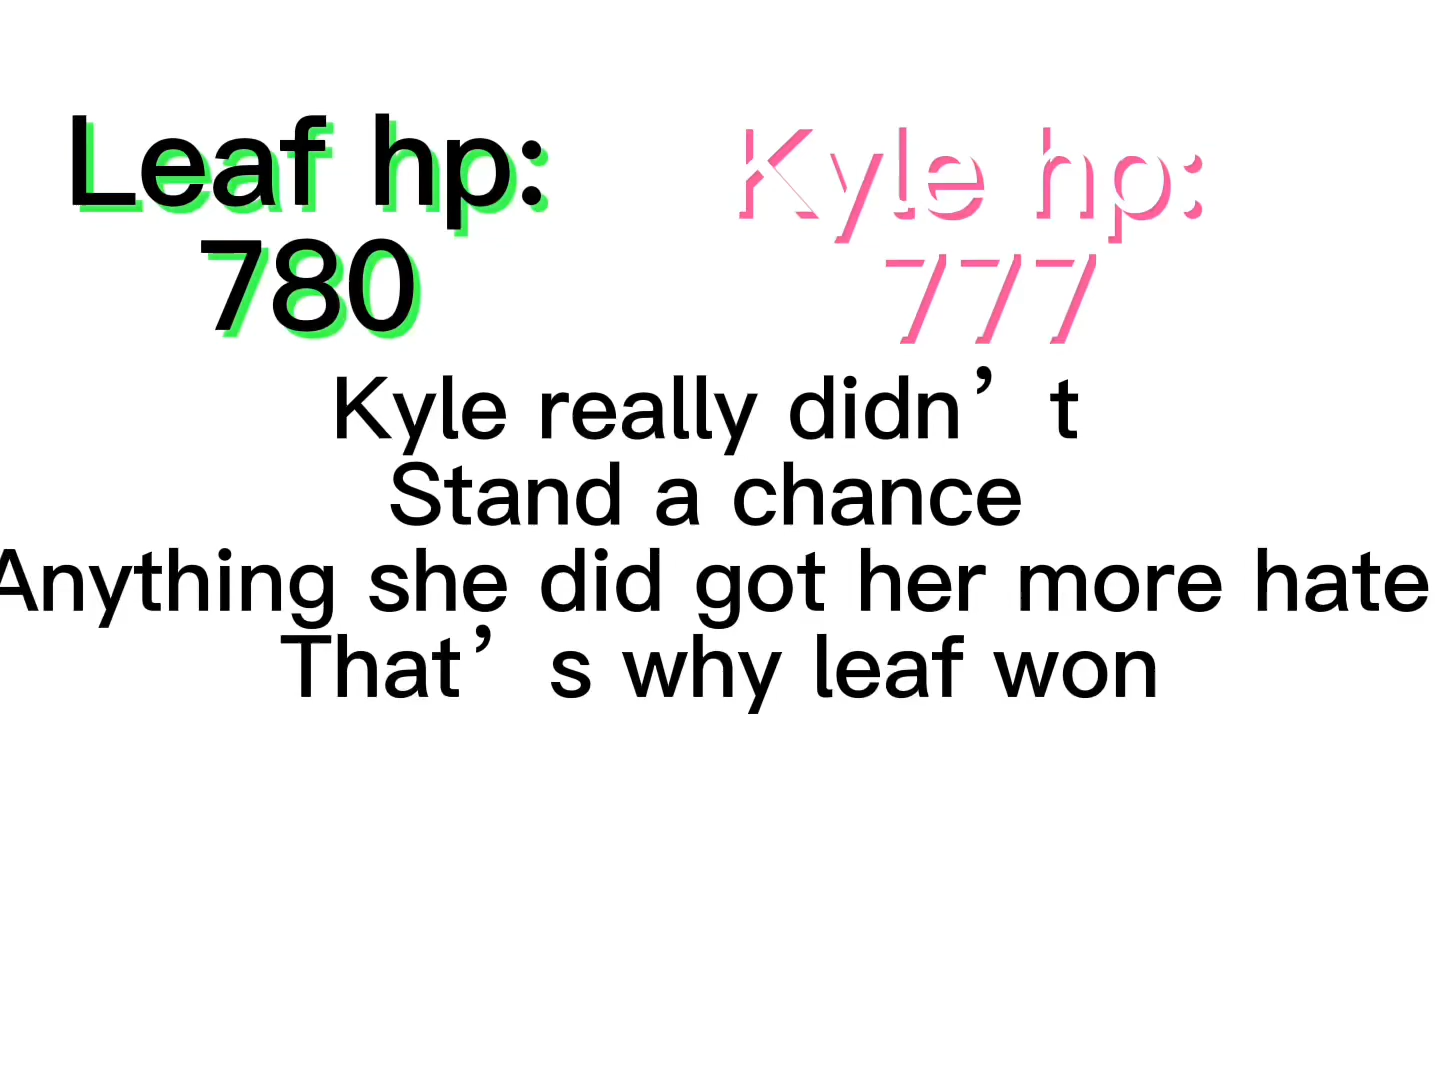 Leaf hp:
780
Kyle hp:
777
Kyle really didn’t
Stand a chance
Anything she did got her more hate
That’s why leaf won